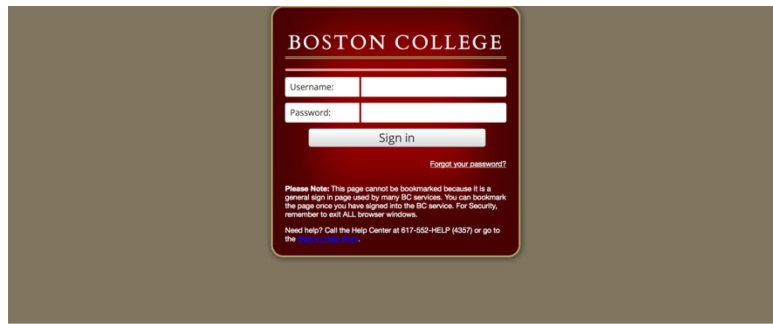 BOSTON COLLEGE
Username:
Password:
Sign in
Forgot your password?
Please Note: This page cannot be bookmarked because it is a
general sign in page used by many BC services. You can bookmark
the page once you have signed into the BC service. For Security,
remember to exit ALL browser windows.
Need help? Call the Help Center at 617-552-HELP (4357) or go to
the